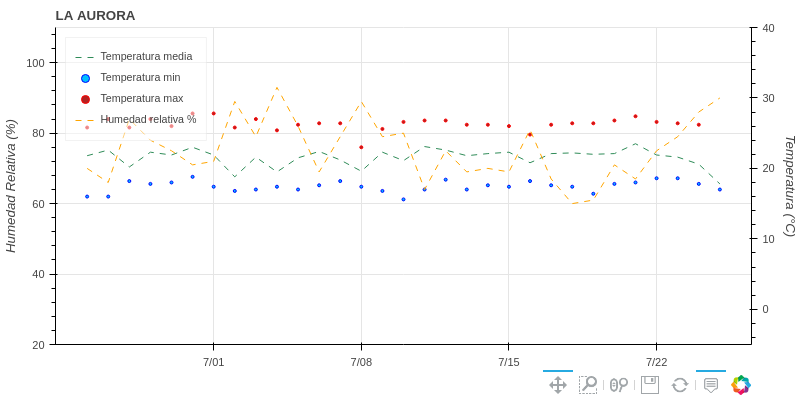 LA AURORA
Temperatura media
Temperatura min
Temperatura max
Humedad relativa %
Humedad Relativa (%)
100
80
60
40
20
40
30
20
10
0
Temperatura (°C)
7/01
7/08
7/15
7/22